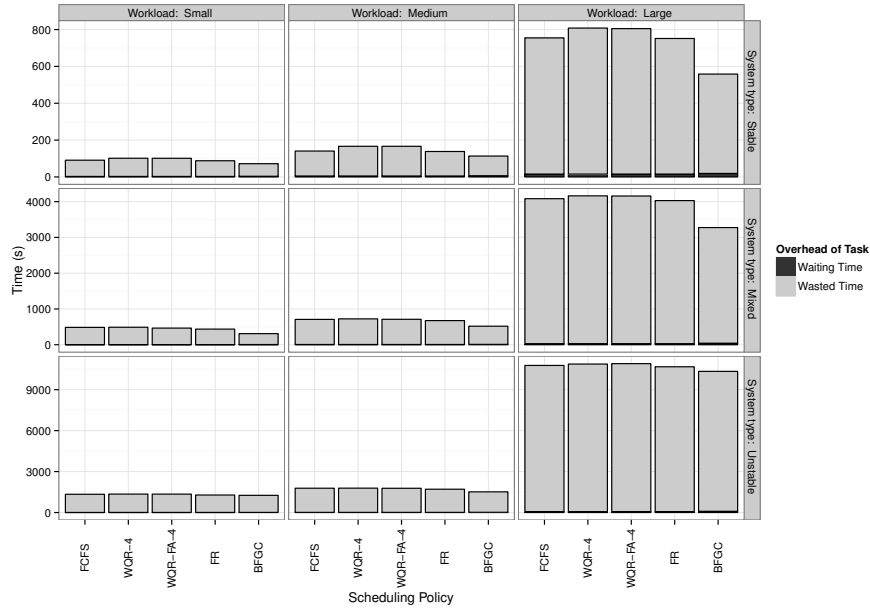 Workload: Small
Workload: Medium
Workload: Large
800
600
400
200
0
System type: Stable
4000
3000
2000
1000
0
System type: Mixed
9000
6000
3000
0
System type: Unstable
Time (s)
FCFS
WQR-4
WQR-FA-4
FR
BFGC
FCFS
WQR-4
WQR-FA-4
FR
BFGC
FCFS
WQR-4
WQR-FA-4
FR
BFGC
Scheduling Policy
Overhead of Task
Waiting Time
Wasted Time